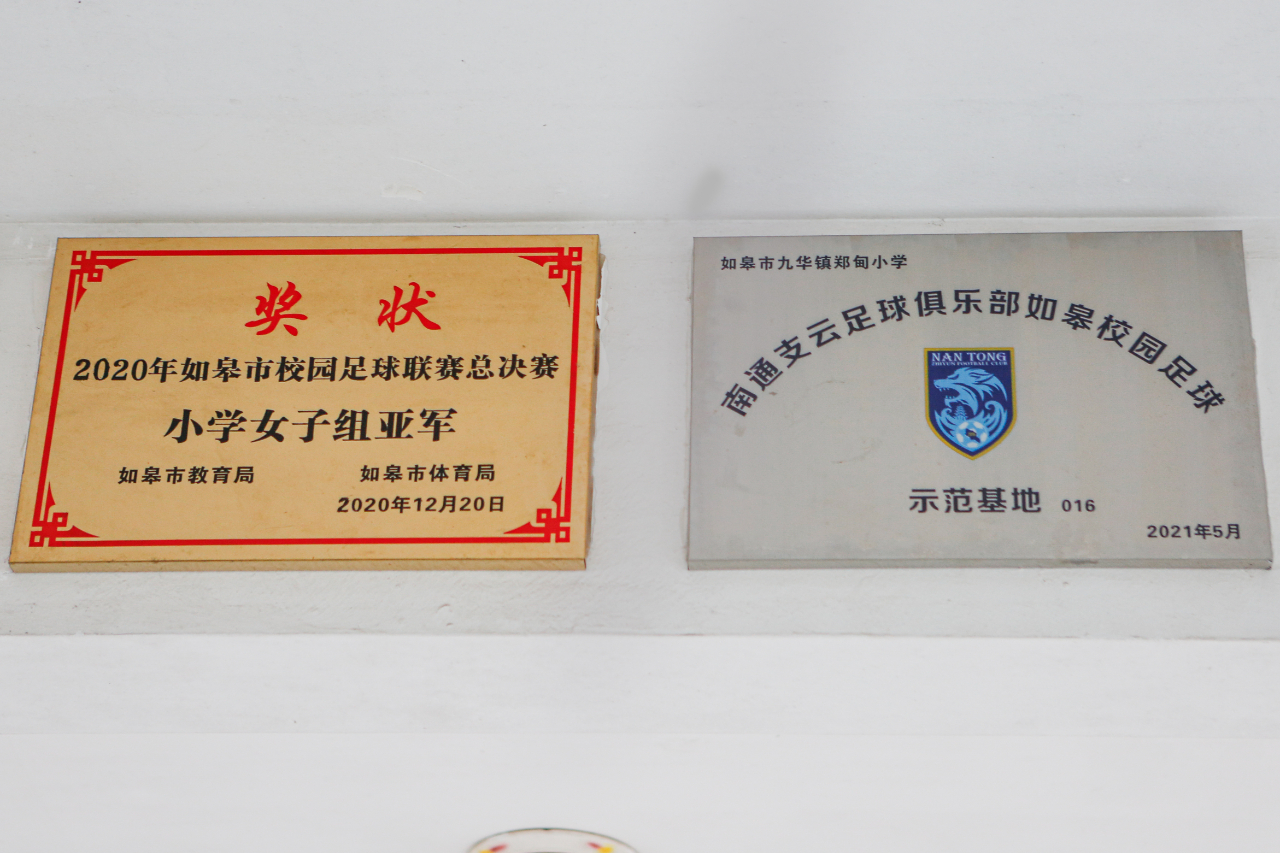 奖 状
2020年如皋市校园足球联赛总决赛
小学女子组亚军
如皋市教育局 如皋市体育局
2020年12月20日
如皋市九华镇郑甸小学
南通支云足球俱乐部如皋校园足球
NAN TONG
ZHIYUN FOOTBALL CLUB
示范基地 016
2021年5月